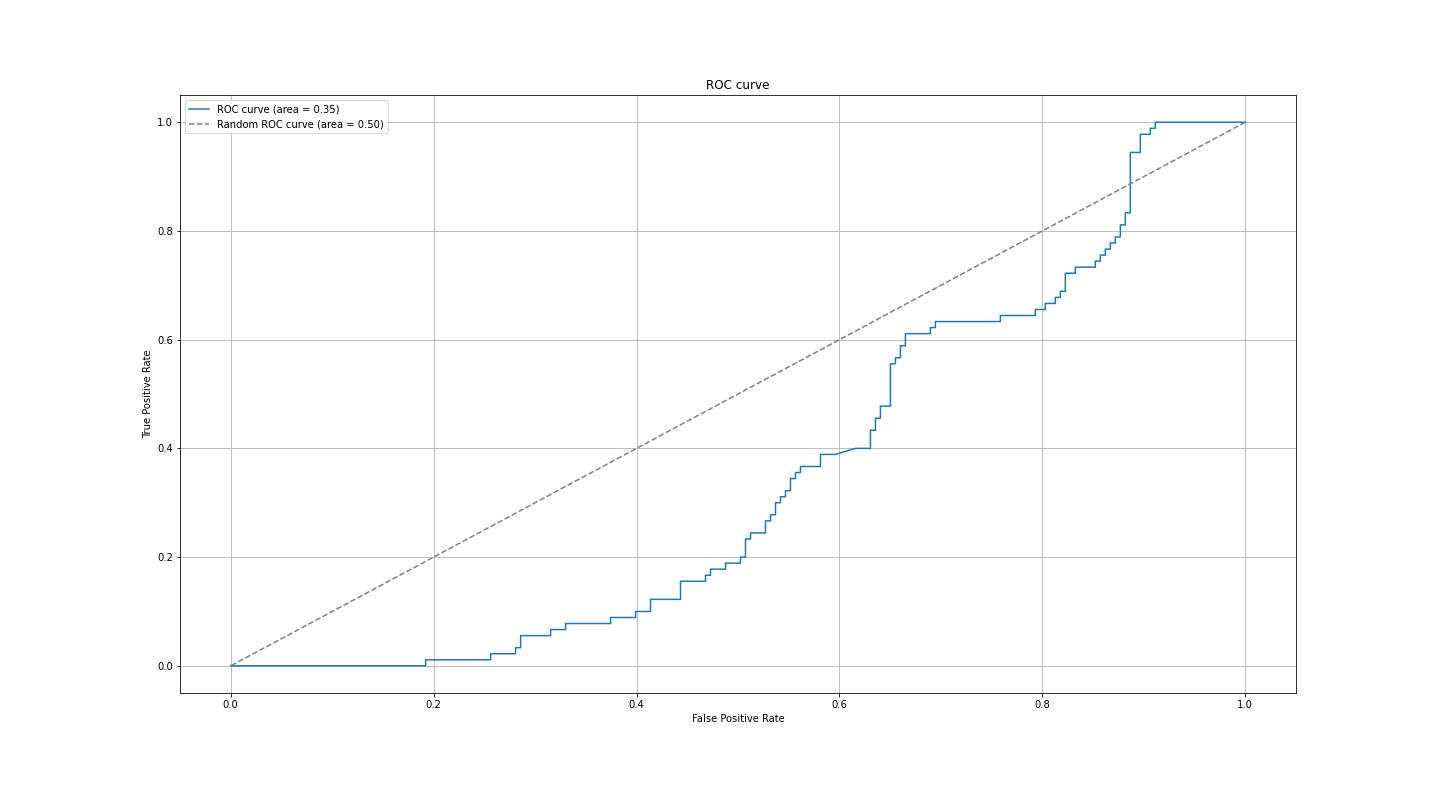 ROC curve
ROC curve (area = 0.35)
Random ROC curve (area = 0.50)
1.0
0.8
0.6
0.4
0.2
0.0
True Positive Rate
0.0 0.2 0.4 0.6 0.8 1.0
False Positive Rate